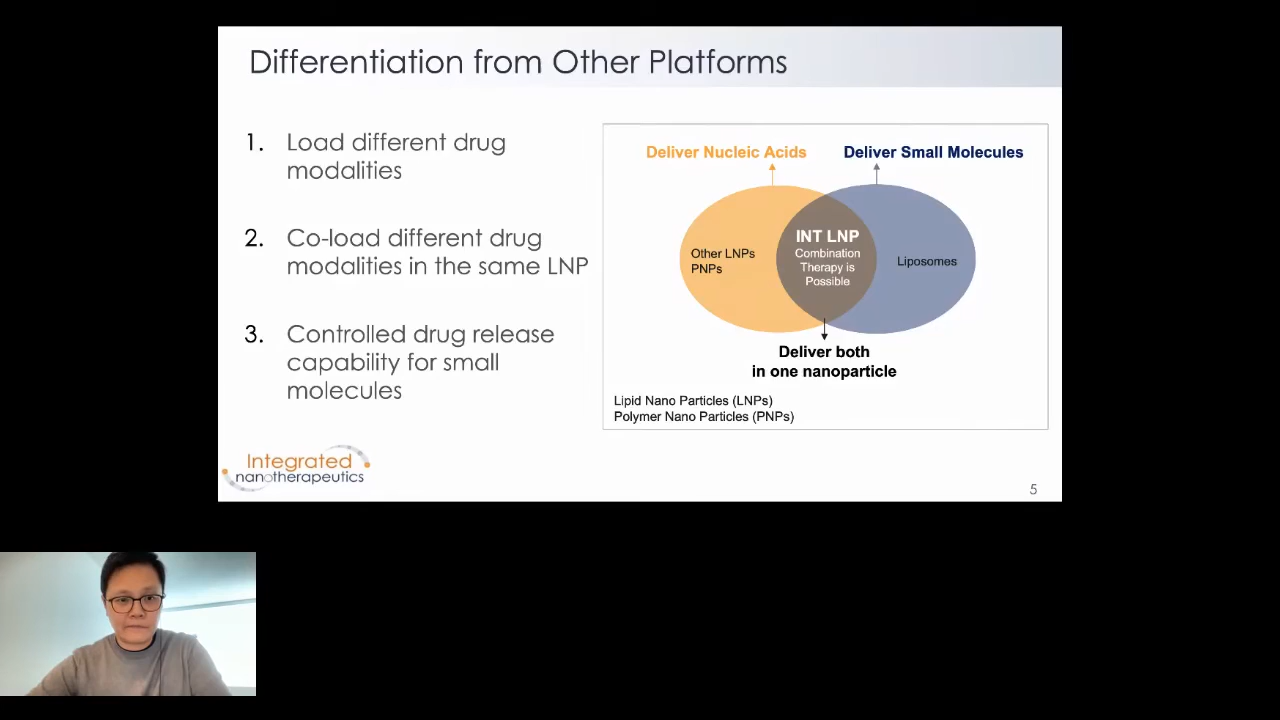 Differentiation from Other Platforms
1. Load different drug
modalities
2. Co-load different drug
modalities in the same LNP
3. Controlled drug release
capability for small
molecules
Deliver Nucleic Acids
Deliver Small Molecules
Other LNPs
PNPs
INT LNP
Combination
Therapy is
Possible
Liposomes
Deliver both
in one nanoparticle
Lipid Nano Particles (LNPs)
Polymer Nano Particles (PNPs)
Integrated
nanotherapeutics
5